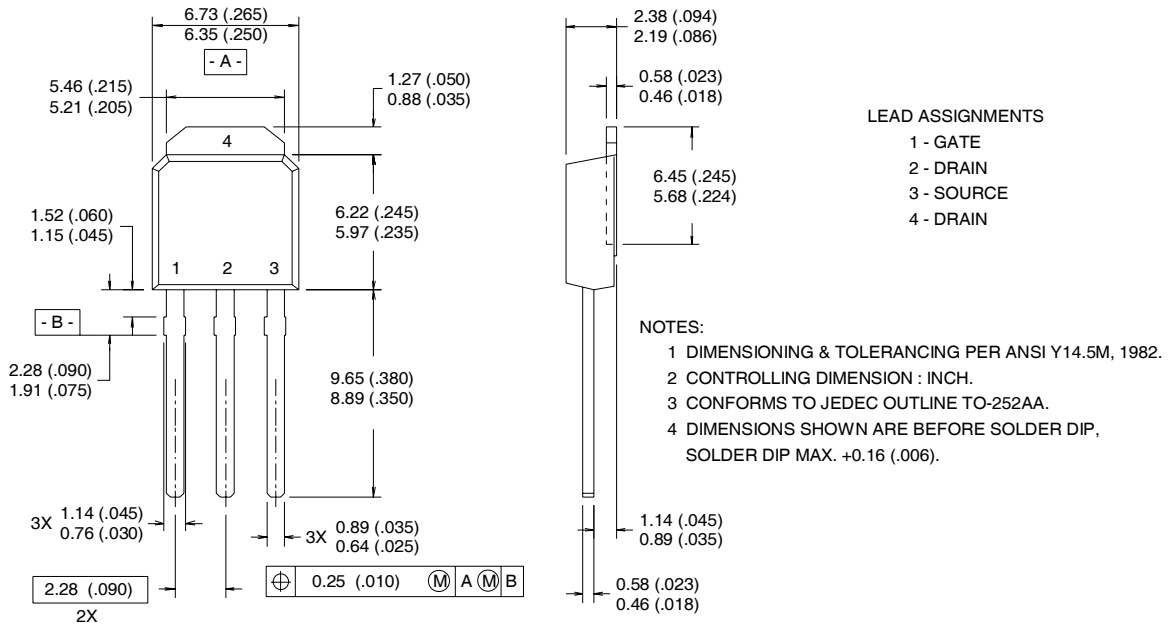 6.73 (.265)
6.35 (.250)
- A -
5.46 (.215)
5.21 (.205)
1.27 (.050)
0.88 (.035)
4
6.22 (.245)
5.97 (.235)
1.52 (.060)
1.15 (.045)
1 2 3
- B -
2.28 (.090)
1.91 (.075)
9.65 (.380)
8.89 (.350)
3X 1.14 (.045)
0.76 (.030)
3X 0.89 (.035)
0.64 (.025)
2.28 (.090)
2X
0.25 (.010) M A M B
2.38 (.094)
2.19 (.086)
0.58 (.023)
0.46 (.018)
6.45 (.245)
5.68 (.224)
1.14 (.045)
0.89 (.035)
0.58 (.023)
0.46 (.018)
LEAD ASSIGNMENTS
1 - GATE
2 - DRAIN
3 - SOURCE
4 - DRAIN
NOTES:
1 DIMENSIONING & TOLERANCING PER ANSI Y14.5M, 1982.
2 CONTROLLING DIMENSION : INCH.
3 CONFORMS TO JEDEC OUTLINE TO-252AA.
4 DIMENSIONS SHOWN ARE BEFORE SOLDER DIP,
SOLDER DIP MAX. +0.16 (.006).